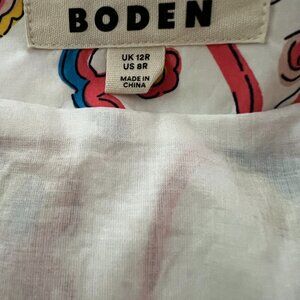 BODEN
UK 12R
US 8R
MADE IN
CHINA